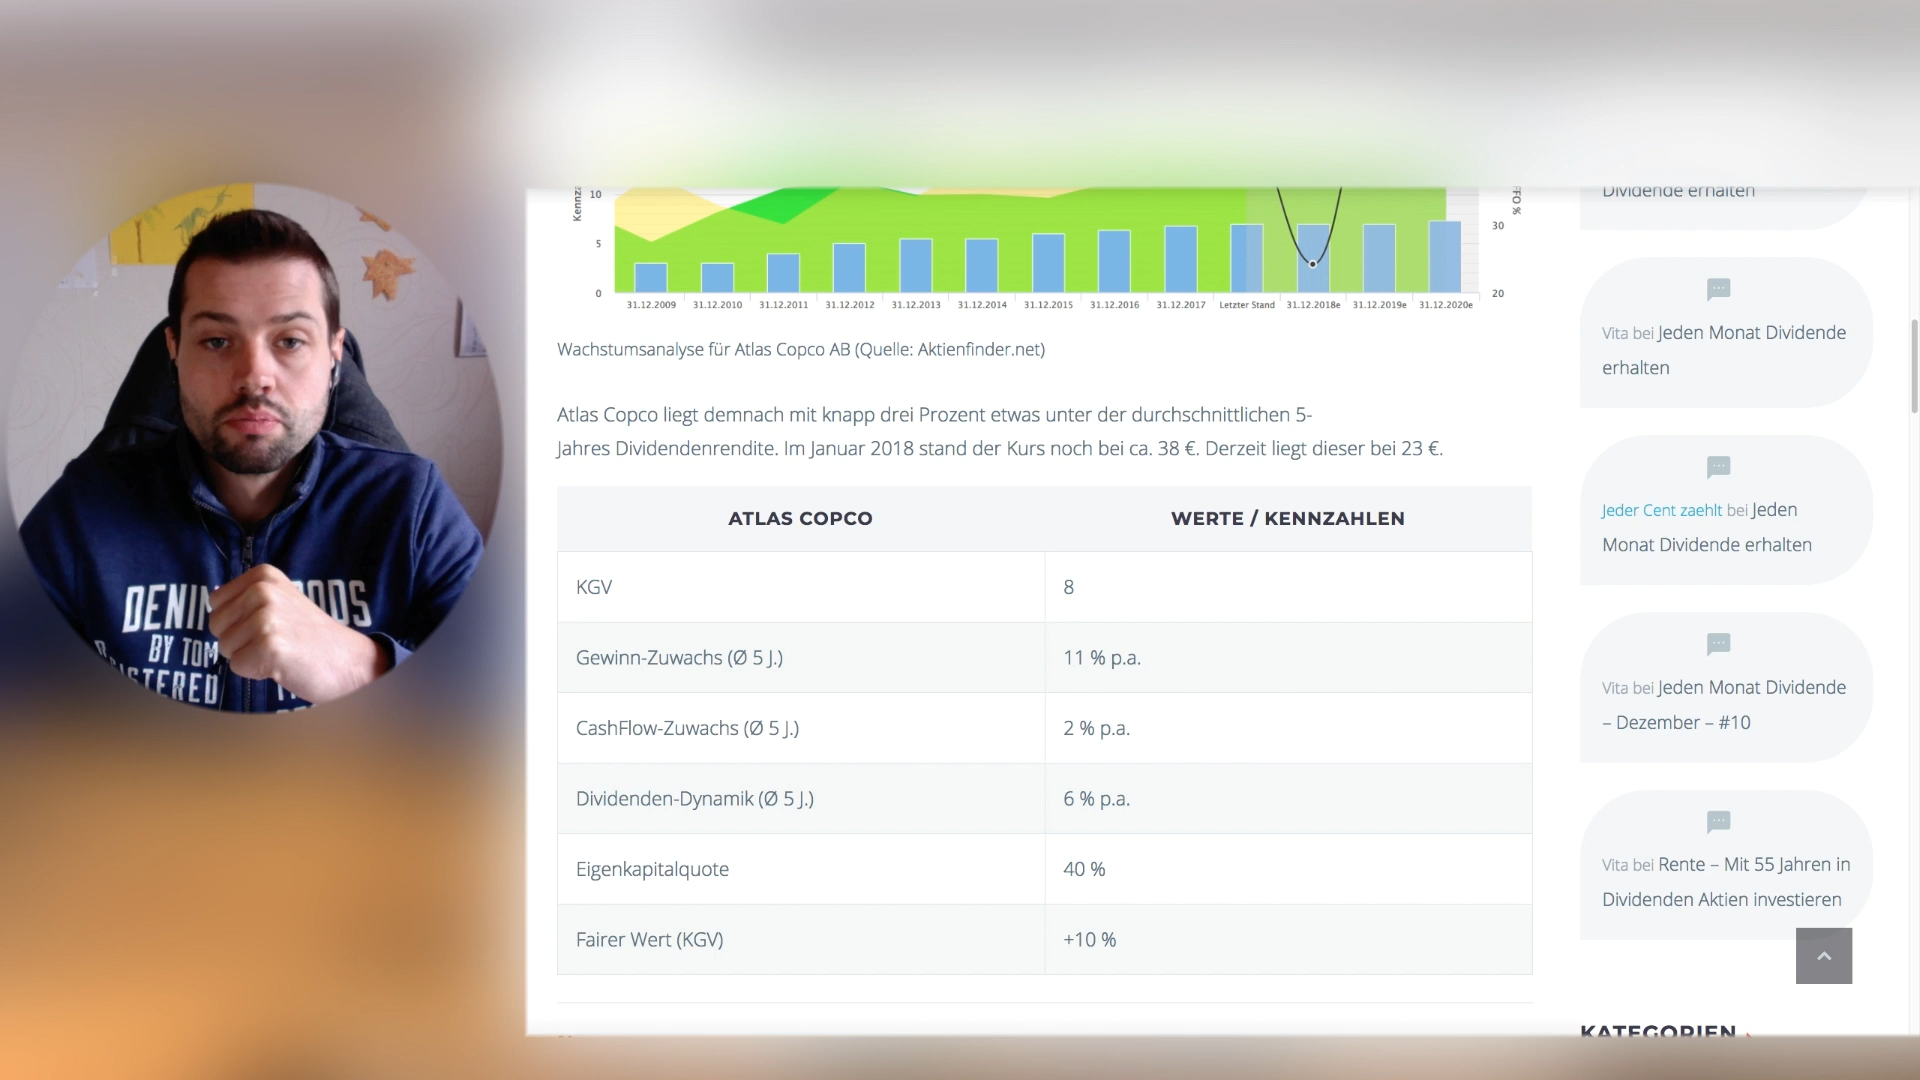 Dividende erhalten
10
5
0
30
20
FFO %
31.12.2009 31.12.2010 31.12.2011 31.12.2012 31.12.2013 31.12.2014 31.12.2015 31.12.2016 31.12.2017 Letzter Stand 31.12.2018e 31.12.2019e 31.12.2020e
Wachstumsanalyse für Atlas Copco AB (Quelle: Aktienfinder.net)
Atlas Copco liegt demnach mit knapp drei Prozent etwas unter der durchschnittlichen 5-
Jahres Dividendenrendite. Im Januar 2018 stand der Kurs noch bei ca. 38 €. Derzeit liegt dieser bei 23 €.
ATLAS COPCO WERTE / KENNZAHLEN
KGV 8
Gewinn-Zuwachs (Ø 5 J.) 11 % p.a.
CashFlow-Zuwachs (Ø 5 J.) 2 % p.a.
Dividenden-Dynamik (Ø 5 J.) 6 % p.a.
Eigenkapitalquote 40 %
Fairer Wert (KGV) +10 %
Vita bei Jeden Monat Dividende
erhalten
Jeder Cent zaehlt bei Jeden
Monat Dividende erhalten
Vita bei Jeden Monat Dividende
– Dezember – #10
Vita bei Rente – Mit 55 Jahren in
Dividenden Aktien investieren
KATEGORIEN
DENIM
BY TOM